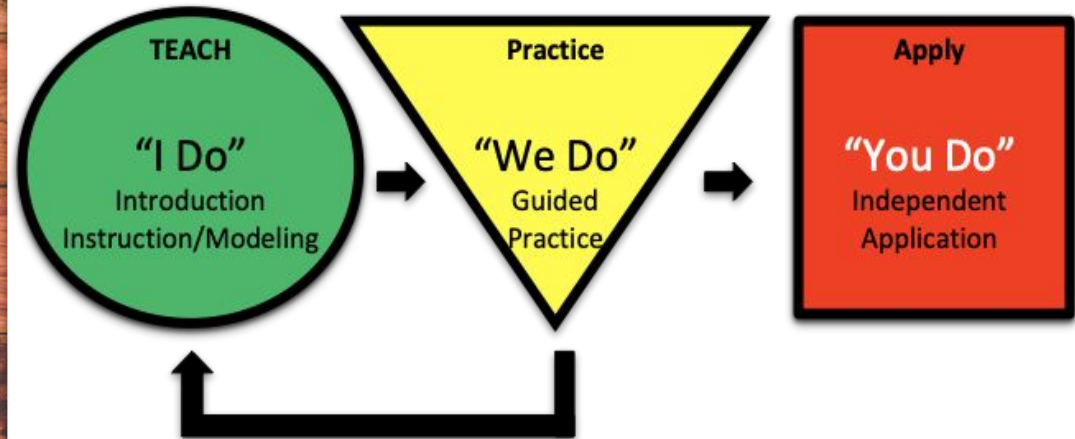 TEACH
“I Do”
Introduction
Instruction/Modeling
Practice
“We Do”
Guided
Practice
Apply
“You Do”
Independent
Application